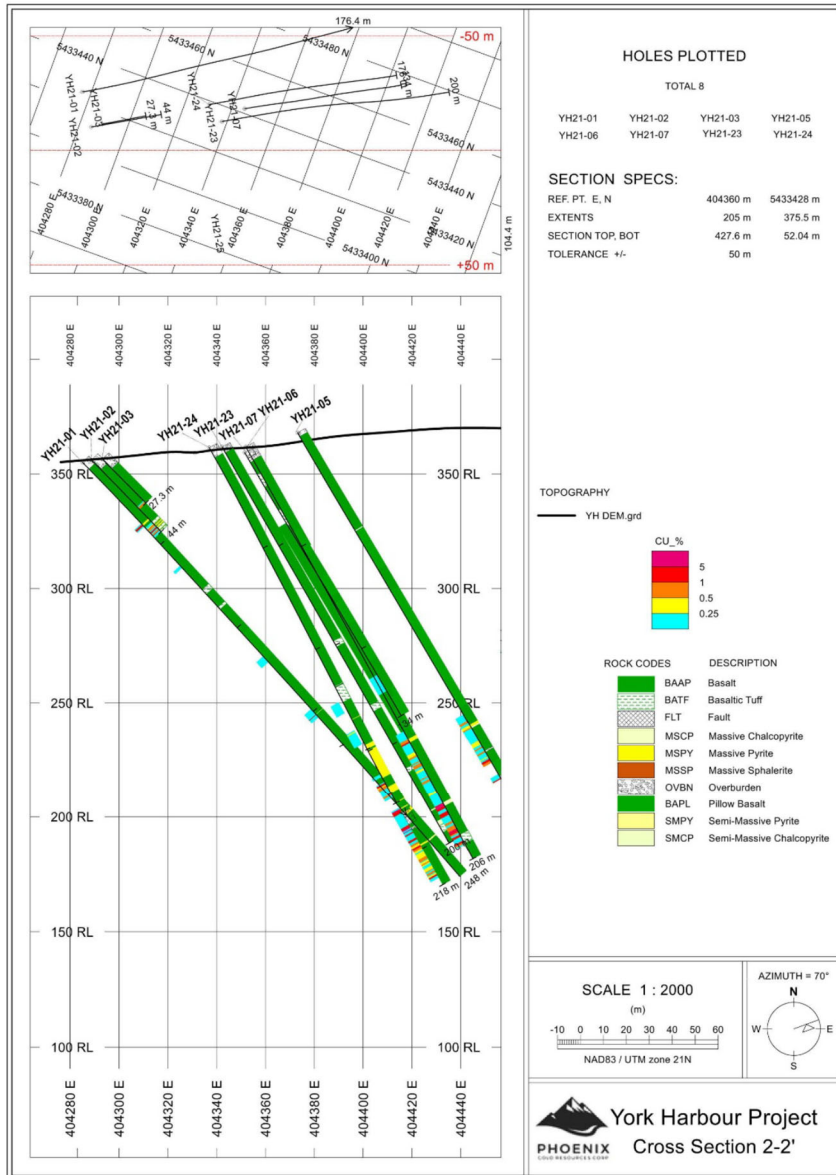 176.4 m
-50 m
5433440 N
5433460 N
5433480 N
YH21-01
YH21-03
YH21-02
27.3 m
44 m
YH21-24
YH21-23
YH21-07
176 m
200 m
5433460 N
5433440 N
5433420 N
5433400 N
5433380 N
404280 E
404300 E
404320 E
404340 E
YH21-25
404360 E
404380 E
404400 E
404420 E
404440 E
104.4 m
+50 m
404280 E
404300 E
404320 E
404340 E
404360 E
404380 E
404400 E
404420 E
404440 E
YH21-01
YH21-02
YH21-03
YH21-24
YH21-23
YH21-07
YH21-06
YH21-05
350 RL 350 RL
27.3 m
44 m
300 RL 300 RL
250 RL 250 RL
200 RL 200 RL
206 m
248 m
218 m
150 RL 150 RL
100 RL 100 RL
404280 E
404300 E
404320 E
404340 E
404360 E
404380 E
404400 E
404420 E
404440 E
HOLES PLOTTED
TOTAL 8
YH21-01 YH21-02 YH21-03 YH21-05
YH21-06 YH21-07 YH21-23 YH21-24
SECTION SPECS:
REF. PT. E, N 404360 m 5433428 m
EXTENTS 205 m 375.5 m
SECTION TOP, BOT 427.6 m 52.04 m
TOLERANCE +/- 50 m
TOPOGRAPHY
YH DEM.grd
CU_%
5
1
0.5
0.25
ROCK CODES DESCRIPTION
BAAP Basalt
BATF Basaltic Tuff
FLT Fault
MSCP Massive Chalcopyrite
MSPY Massive Pyrite
MSSP Massive Sphalerite
OVBN Overburden
BAPL Pillow Basalt
SMPY Semi-Massive Pyrite
SMCP Semi-Massive Chalcopyrite
SCALE 1 : 2000
(m)
-10 0 10 20 30 40 50 60
NAD83 / UTM zone 21N
AZIMUTH = 70°
N
W E
S
PHOENIX
GOLD RESOURCES CORP
York Harbour Project
Cross Section 2-2'